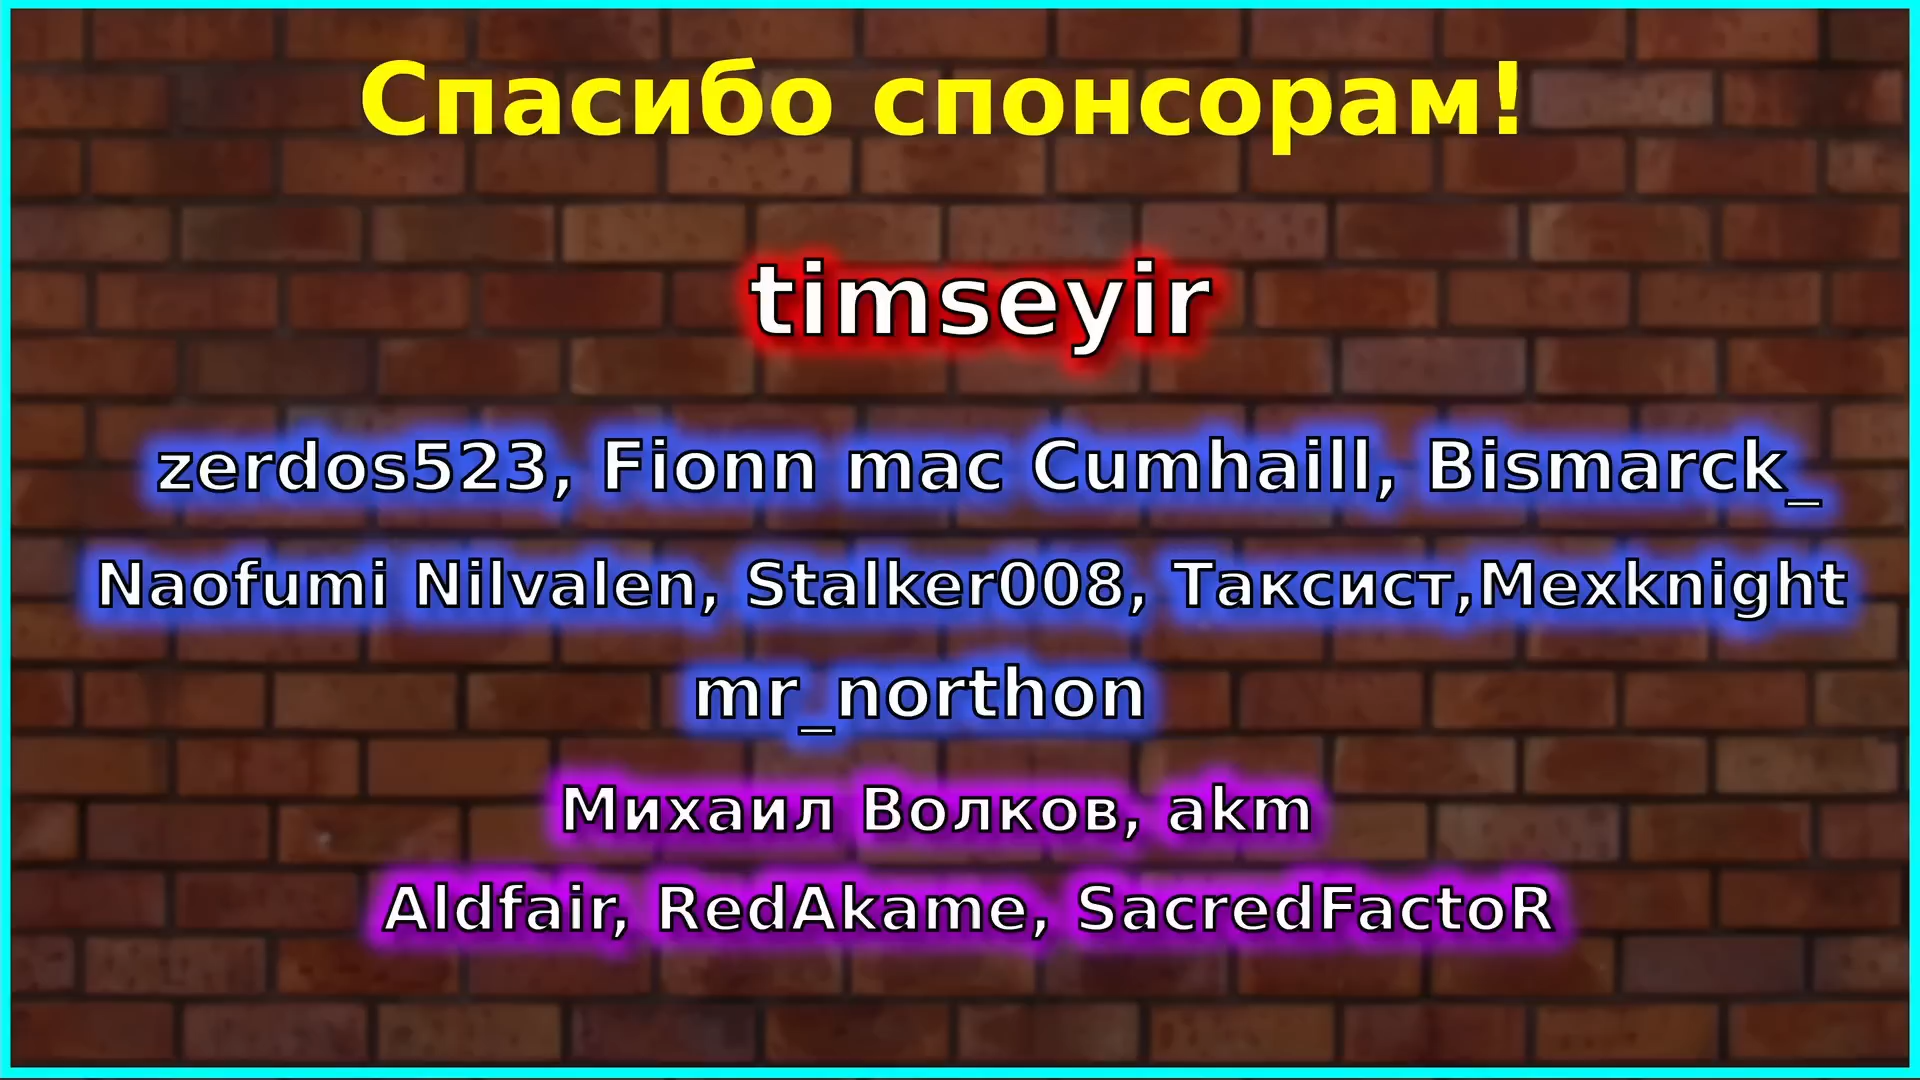 Спасибо спонсорам!
timseyir
zerdos523, Fionn mac Cumhaill, Bismarck_
Naofumi Nilvalen, Stalker008, Таксист,Mexknight
mr_northon
Михаил Волков, akm
Aldfair, RedAkame, SacredFactoR